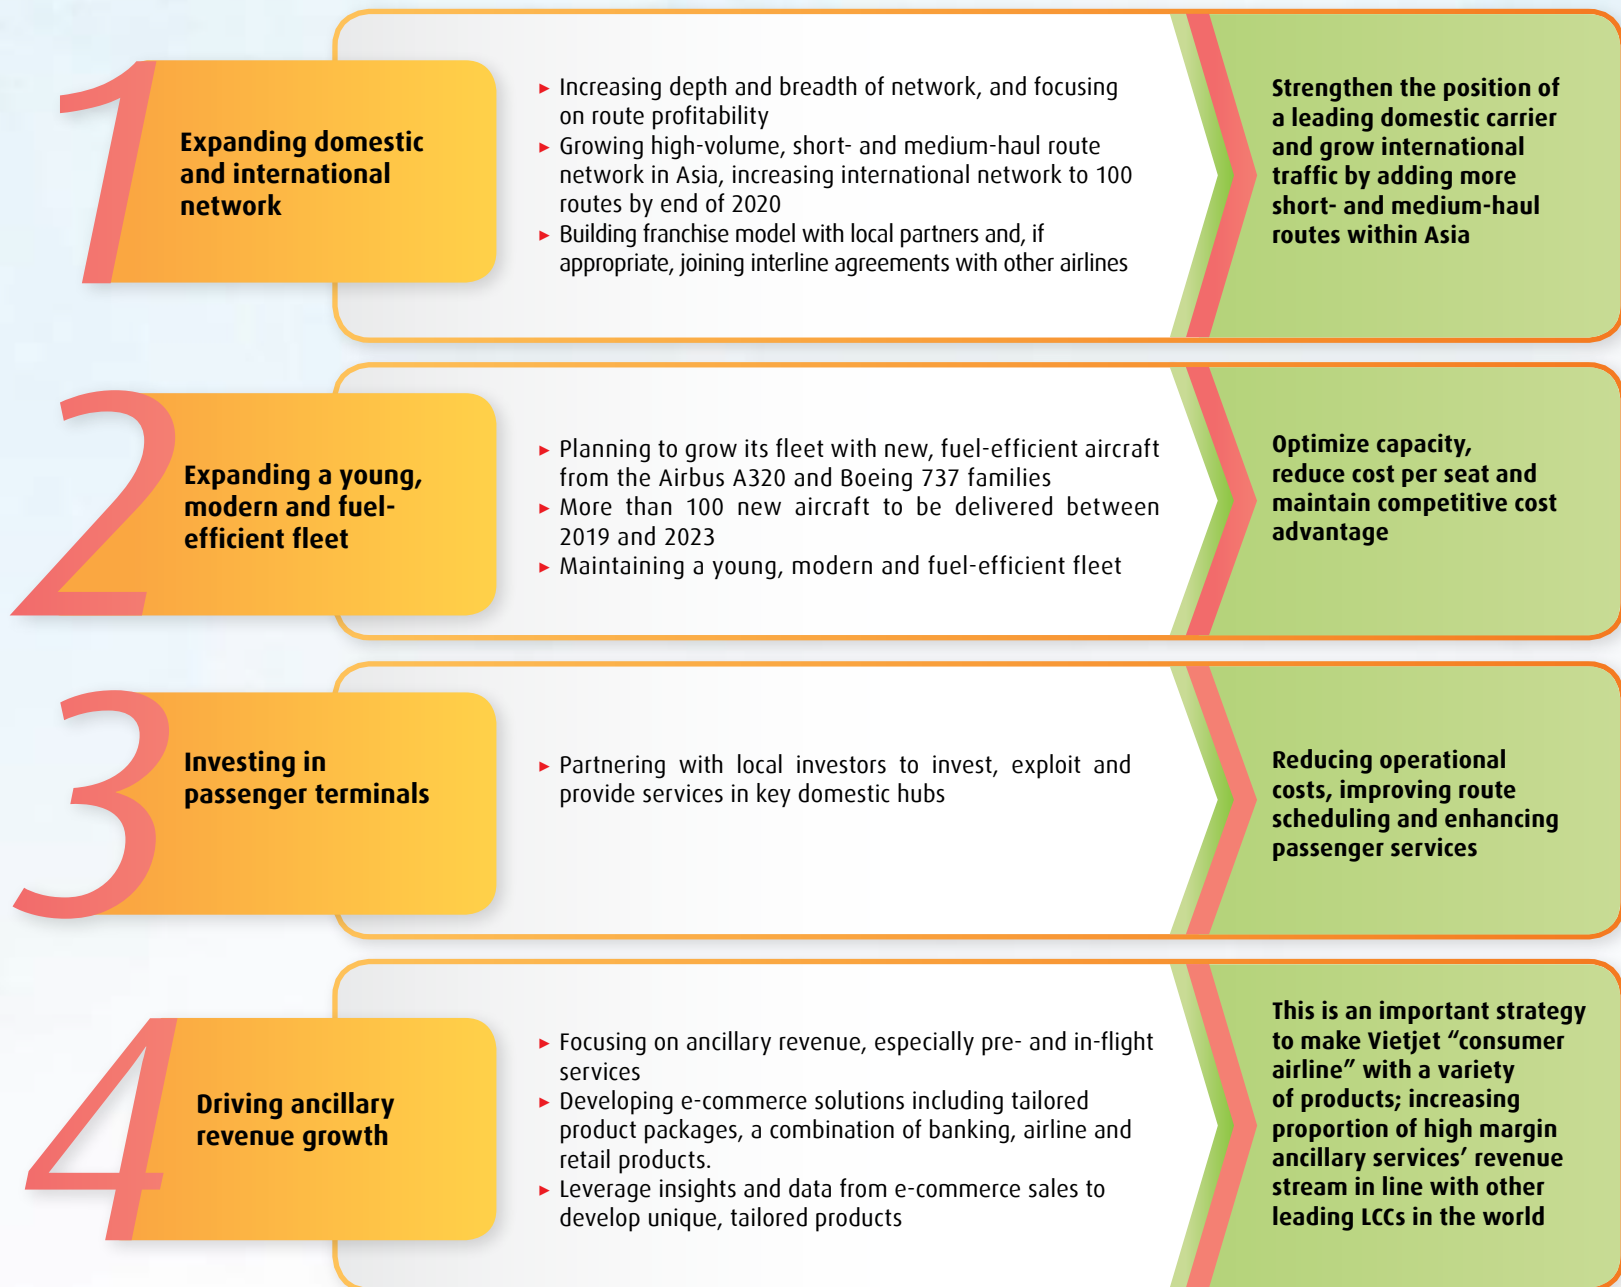 1
Expanding domestic
and international
network
► Increasing depth and breadth of network, and focusing
on route profitability
► Growing high-volume, short- and medium-haul route
network in Asia, increasing international network to 100
routes by end of 2020
► Building franchise model with local partners and, if
appropriate, joining interline agreements with other airlines
Strengthen the position of
a leading domestic carrier
and grow international
traffic by adding more
short- and medium-haul
routes within Asia
2
Expanding a young,
modern and fuel-
efficient fleet
► Planning to grow its fleet with new, fuel-efficient aircraft
from the Airbus A320 and Boeing 737 families
► More than 100 new aircraft to be delivered between
2019 and 2023
► Maintaining a young, modern and fuel-efficient fleet
Optimize capacity,
reduce cost per seat and
maintain competitive cost
advantage
3
Investing in
passenger terminals
► Partnering with local investors to invest, exploit and
provide services in key domestic hubs
Reducing operational
costs, improving route
scheduling and enhancing
passenger services
4
Driving ancillary
revenue growth
► Focusing on ancillary revenue, especially pre- and in-flight
services
► Developing e-commerce solutions including tailored
product packages, a combination of banking, airline and
retail products.
► Leverage insights and data from e-commerce sales to
develop unique, tailored products
This is an important strategy
to make Vietjet “consumer
airline” with a variety
of products; increasing
proportion of high margin
ancillary services’ revenue
stream in line with other
leading LCCs in the world